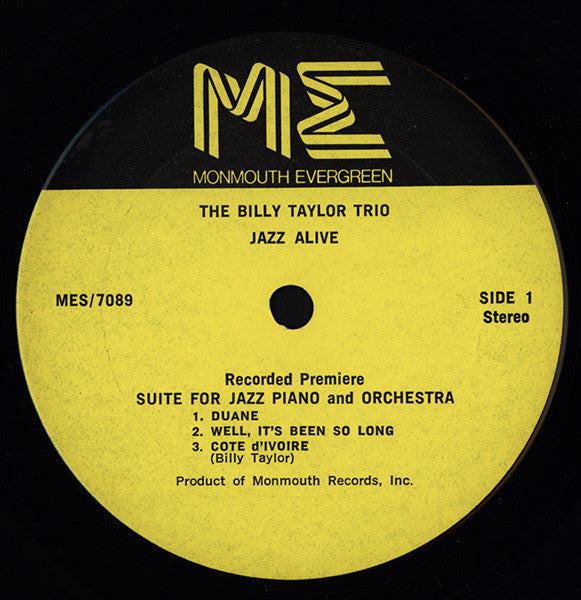 ME
MONMOUTH EVERGREEN
THE BILLY TAYLOR TRIO
JAZZ ALIVE
MES/7089
SIDE 1
Stereo
Recorded Premiere
SUITE FOR JAZZ PIANO and ORCHESTRA
1. DUANE
2. WELL, IT'S BEEN SO LONG
3. COTE d'IVOIRE
(Billy Taylor)
Product of Monmouth Records, Inc.